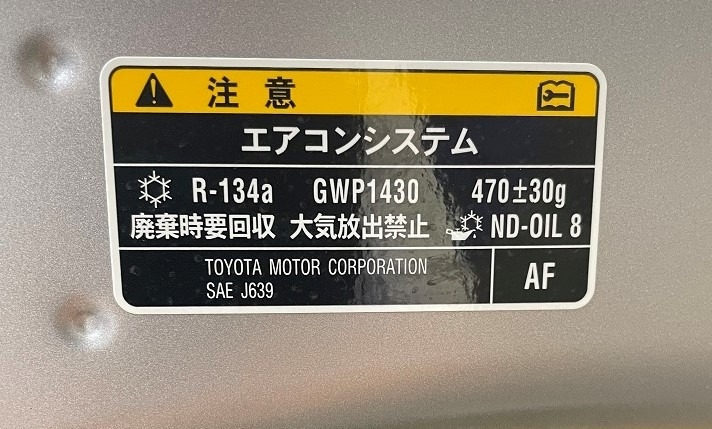 注意
エアコンシステム
R-134a GWP1430 470±30g
廃棄時要回収 大気放出禁止 ND-OIL 8
TOYOTA MOTOR CORPORATION
SAE J639
AF